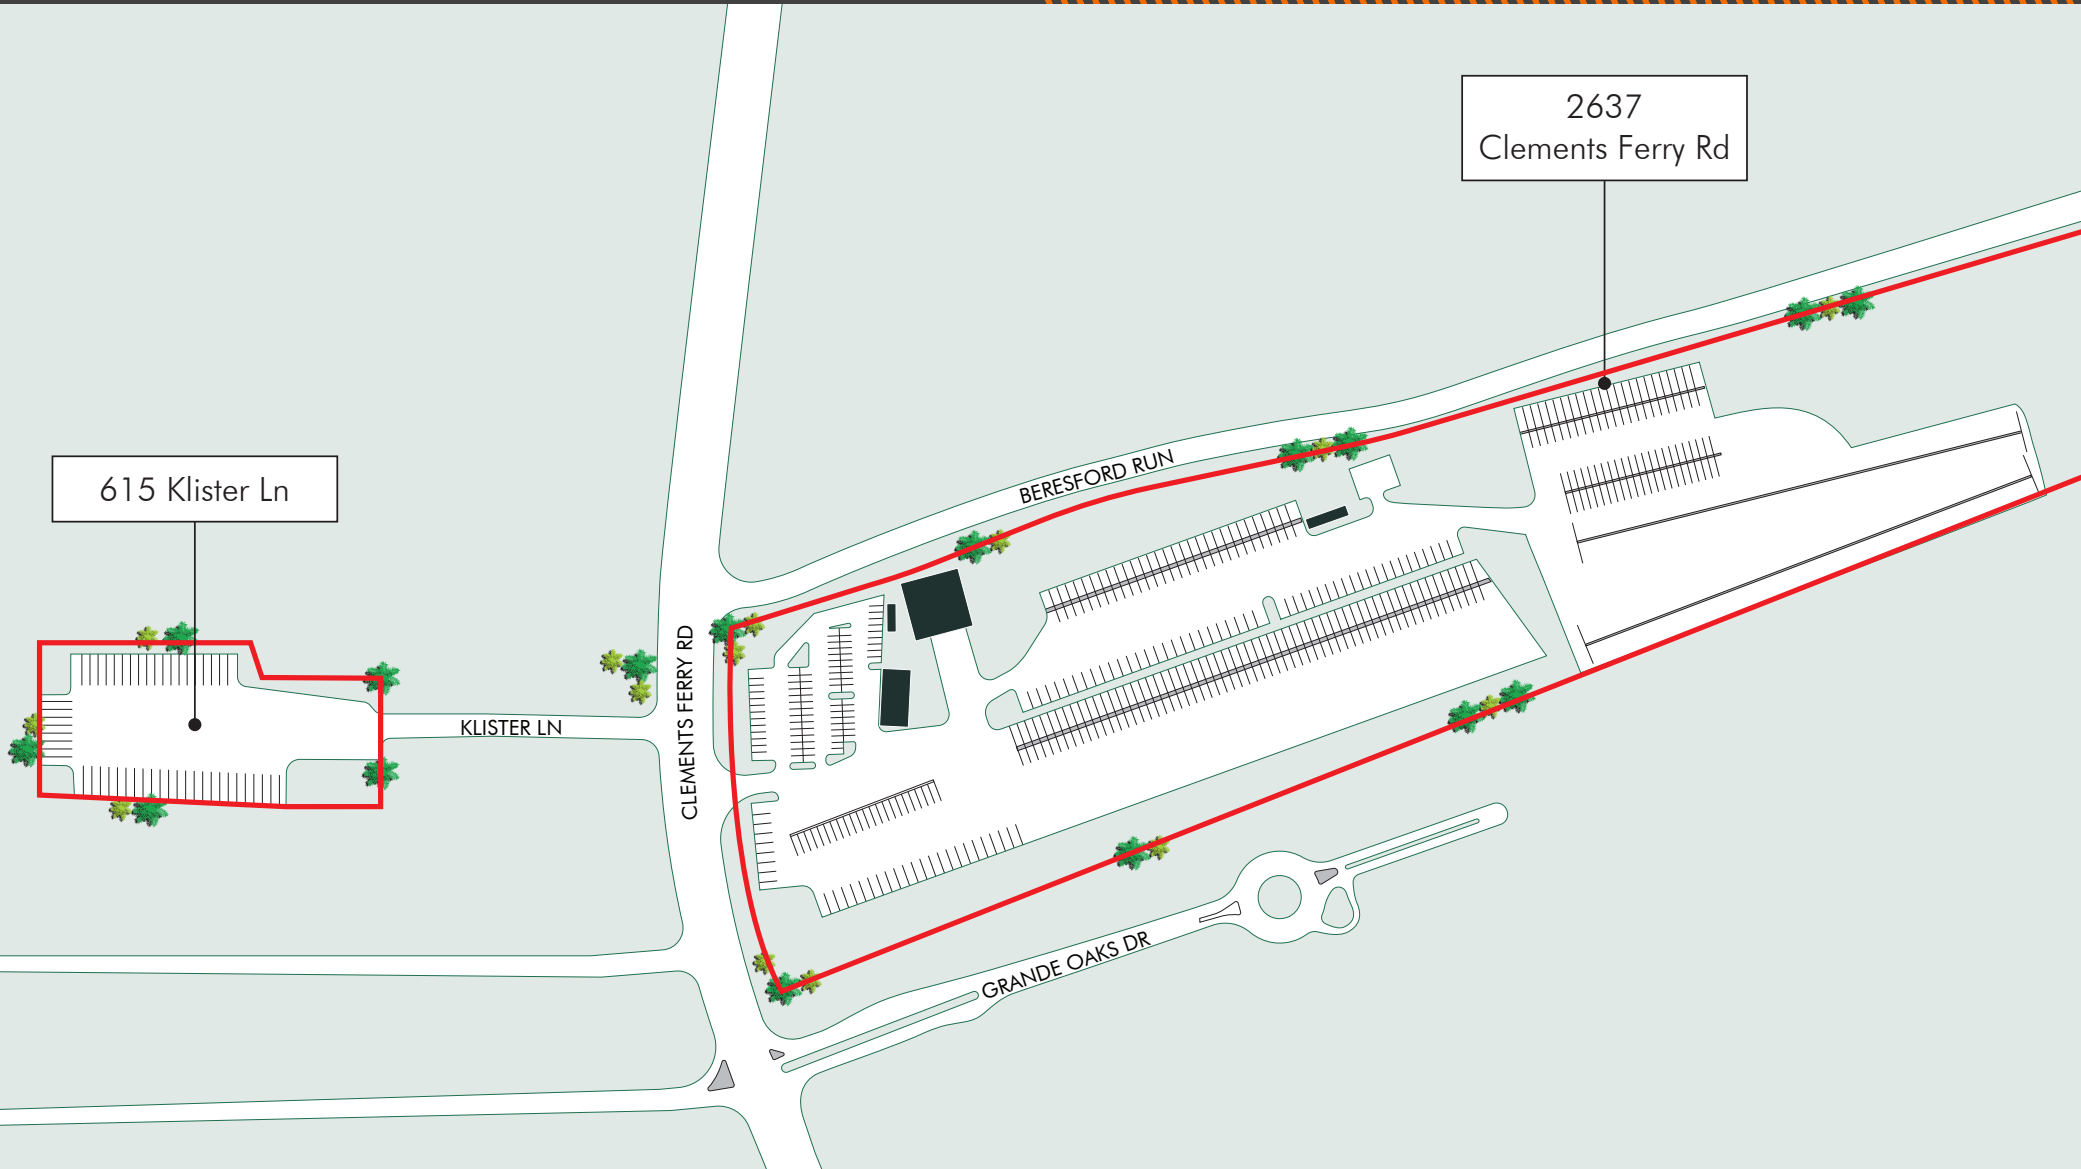 2637
Clements Ferry Rd
BERESFORD RUN
615 Klister Ln
KLISTER LN
CLEMENTS FERRY RD
GRANDE OAKS DR